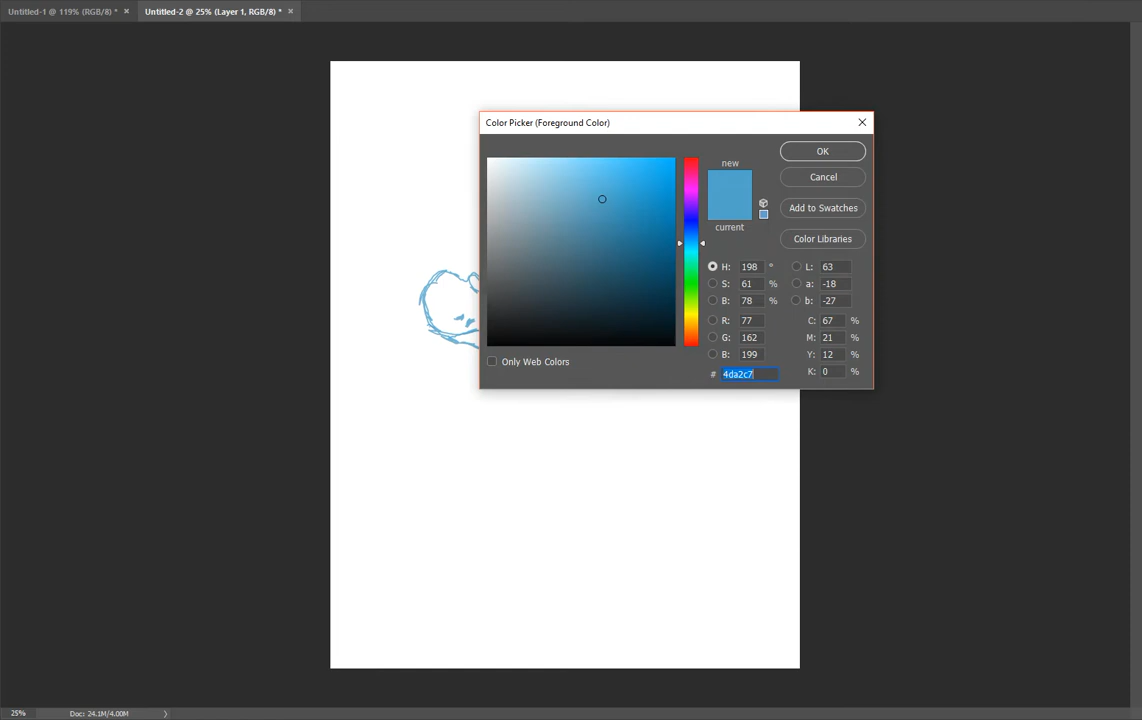 Untitled-1 @ 119% (RGB/8) * ×
Untitled-2 @ 25% (Layer 1, RGB/8) * ×
Color Picker (Foreground Color)
new
current
OK
Cancel
Add to Swatches
Color Libraries
H: 198 °
L: 63
S: 61 %
a: -18
B: 78 %
b: -27
R: 77
C: 67 %
G: 162
M: 21 %
B: 199
Y: 12 %
Only Web Colors
# 4da2c7
K: 0 %
25%
Doc: 24.1M/4.00M